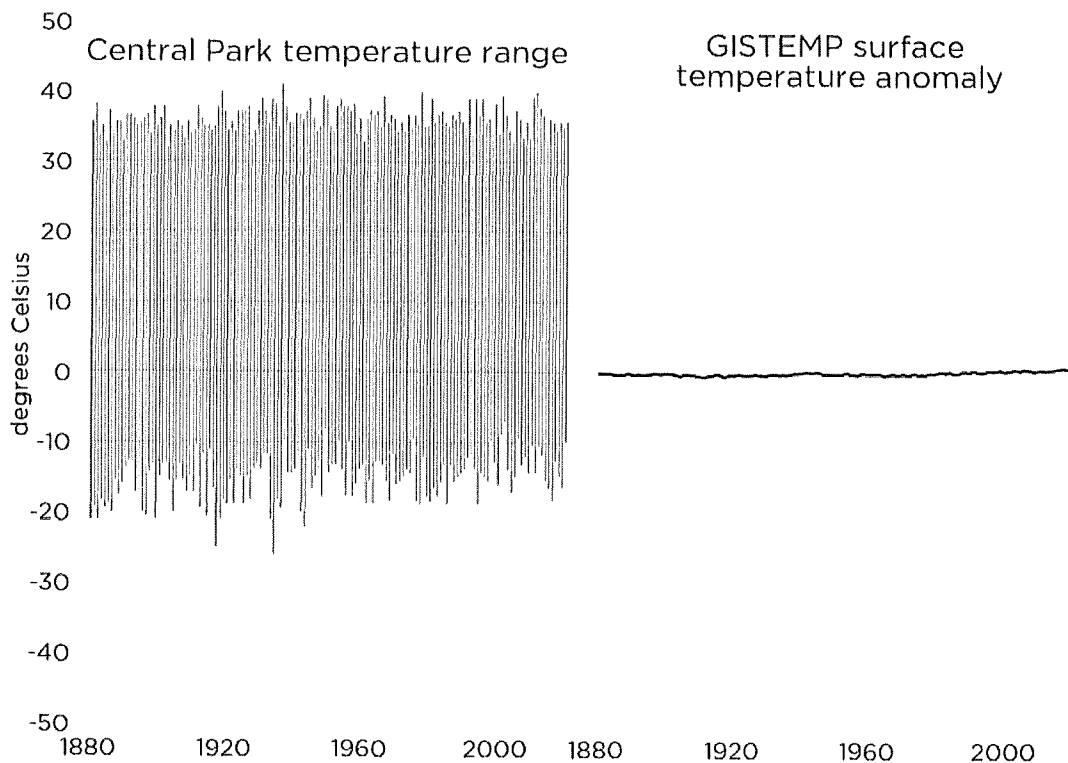 50
Central Park temperature range
GISTEMP surface
temperature anomaly
40
30
20
10
0
-10
-20
-30
-40
-50
degrees Celsius
1880 1920 1960 2000
1880 1920 1960 2000